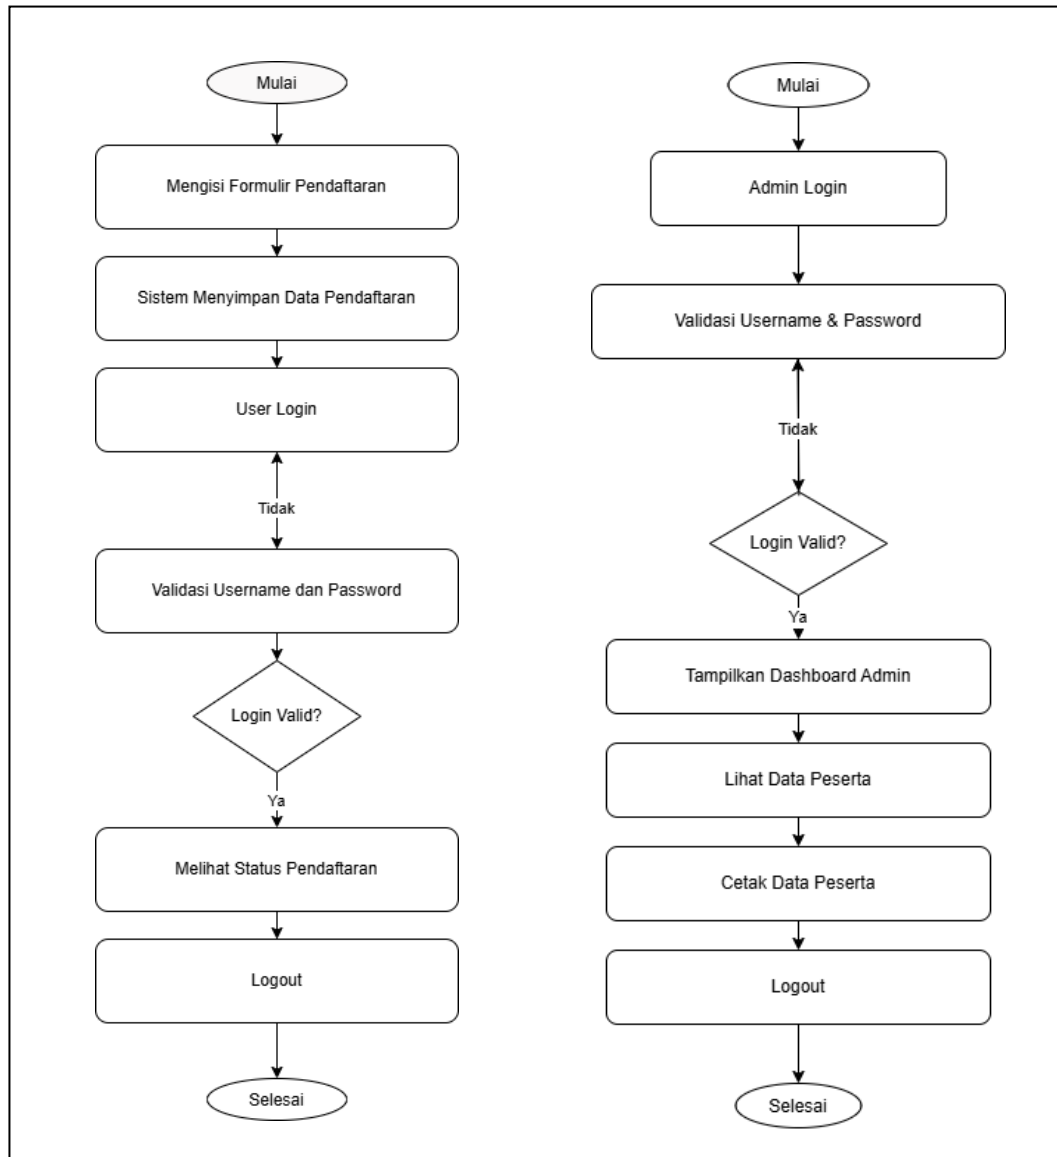 Mulai
Mengisi Formulir Pendaftaran
Sistem Menyimpan Data Pendaftaran
User Login
Tidak
Validasi Username dan Password
Login Valid?
Ya
Melihat Status Pendaftaran
Logout
Selesai
Mulai
Admin Login
Validasi Username & Password
Tidak
Login Valid?
Ya
Tampilkan Dashboard Admin
Lihat Data Peserta
Cetak Data Peserta
Logout
Selesai